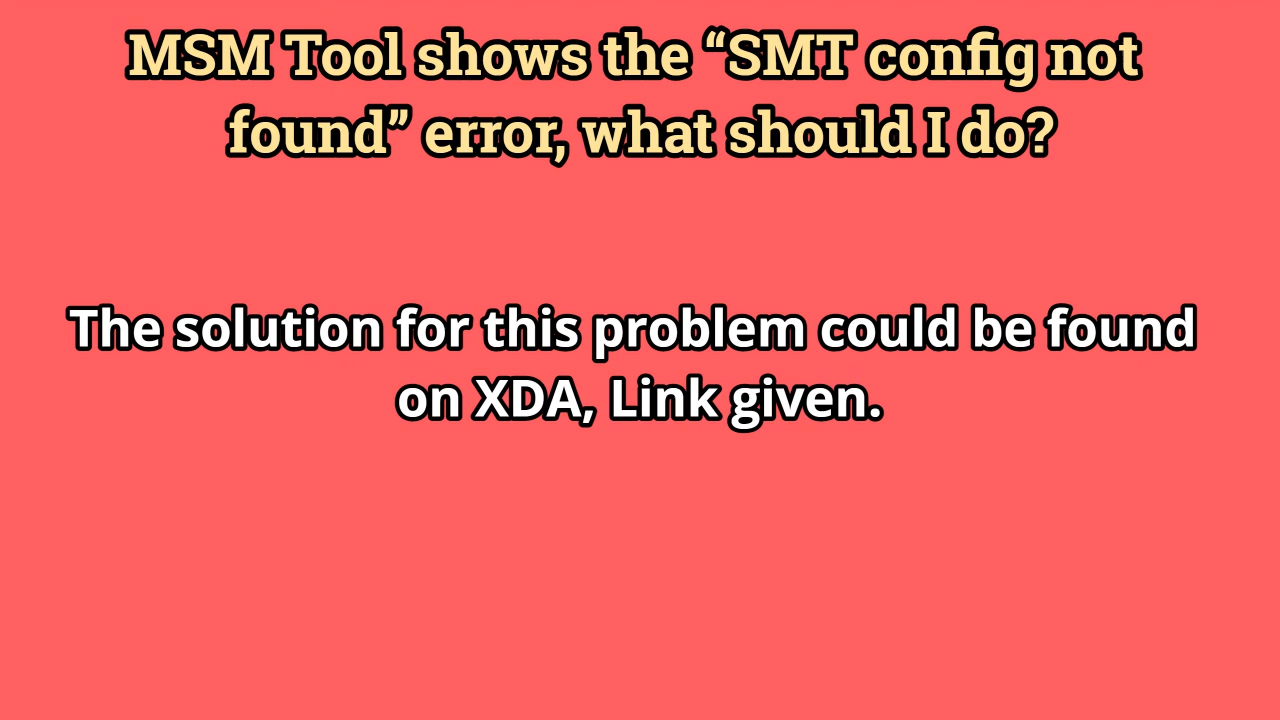 MSM Tool shows the “SMT config not
found” error, what should I do?
The solution for this problem could be found
on XDA, Link given.